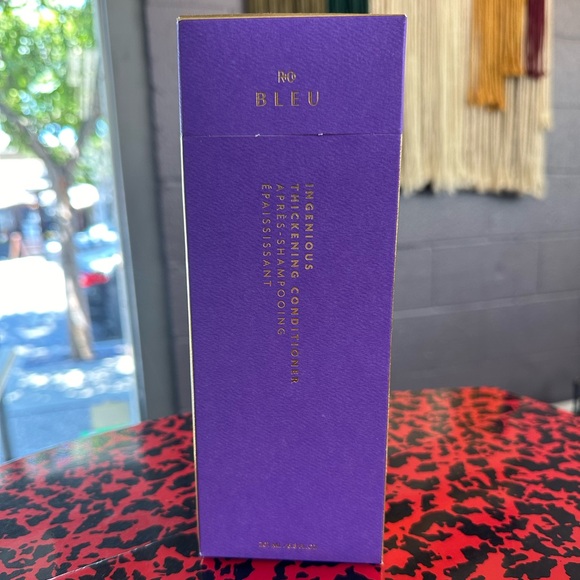 R+Co
BLEU
INGENIOUS
THICKENING CONDITIONER
APRÈS-SHAMPOOING
ÉPAISSISSANT